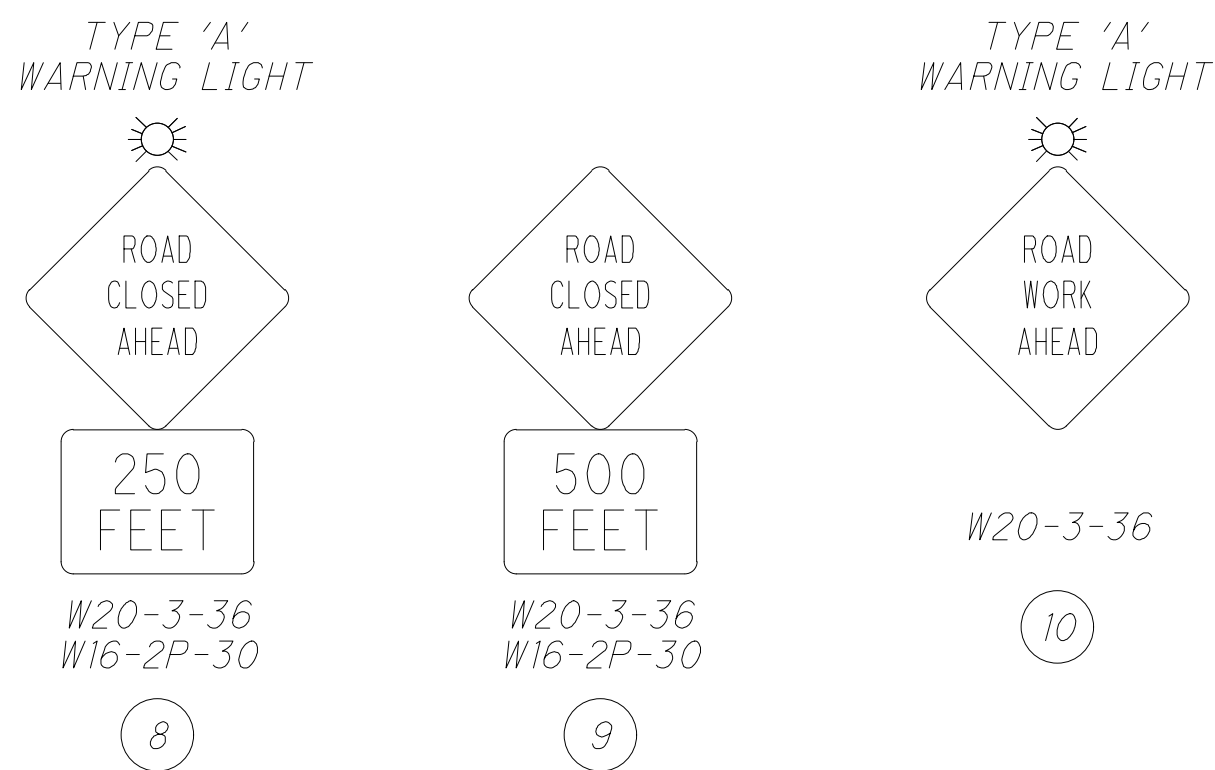 TYPE 'A'
WARNING LIGHT
ROAD
CLOSED
AHEAD
250
FEET
W20-3-36
W16-2P-30
8
ROAD
CLOSED
AHEAD
500
FEET
W20-3-36
W16-2P-30
9
TYPE 'A'
WARNING LIGHT
ROAD
WORK
AHEAD
W20-3-36
10